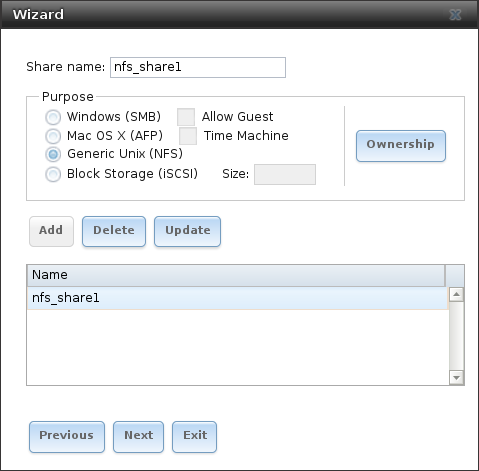 Wizard
Share name: nfs_share1
Purpose
Windows (SMB) Allow Guest
Mac OS X (AFP) Time Machine
Generic Unix (NFS)
Block Storage (iSCSI) Size:
Ownership
Add Delete Update
Name
nfs_share1
Previous Next Exit